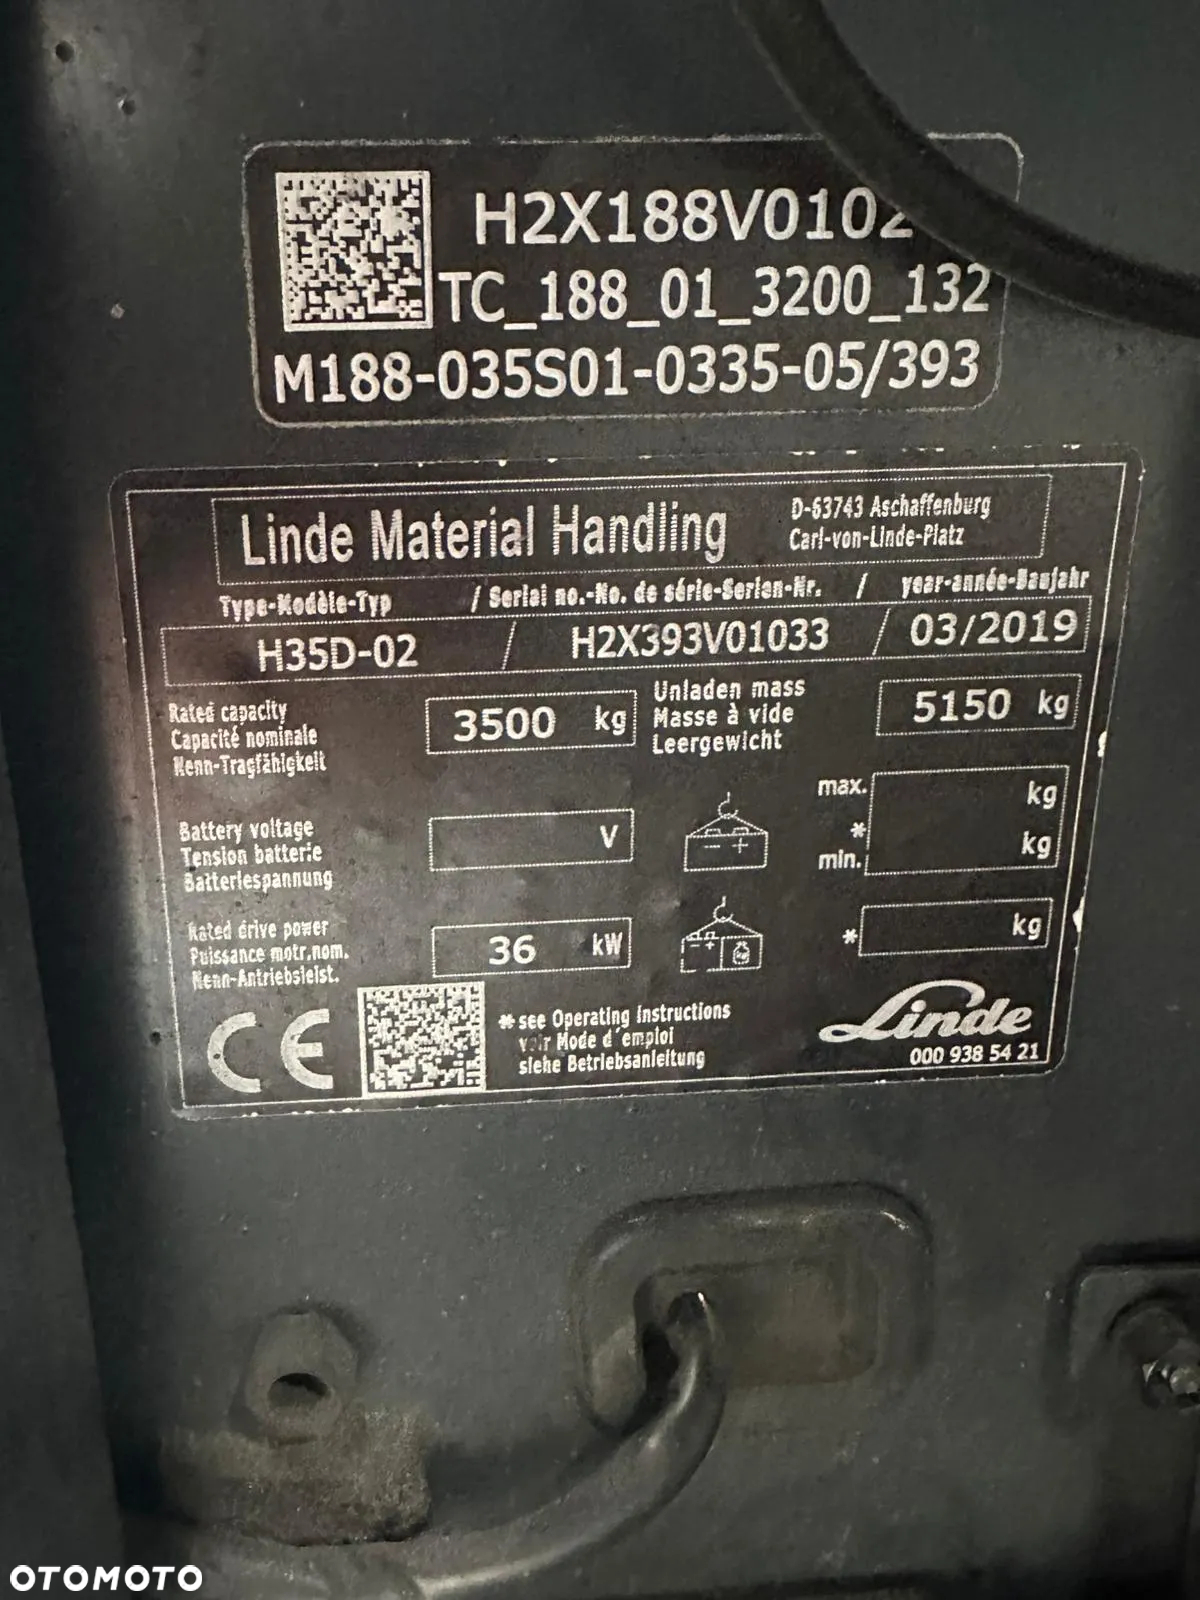 H2X188V0102
TC_188_01_3200_132
M188-035S01-0335-05/393
Linde Material Handling
D-63743 Aschaffenburg
Carl-von-Linde-Platz
Type-Modèle-Typ / Serial no.-No. de série-Serien-Nr. / year-année-Baujahr
H35D-02 / H2X393V01033 / 03/2019
Rated capacity
Capacité nominale
Nenn-Tragfähigkeit
3500 kg
Unladen mass
Masse à vide
Leergewicht
5150 kg
Battery voltage
Tension batterie
Batteriespannung
V
- +
max. kg
*
min. kg
Rated drive power
Puissance motr.nom.
Nenn-Antriebsleist.
36 kW
- + kg
* kg
CE
* see Operating instructions
voir Mode d'emploi
siehe Betriebsanleitung
Linde
000 938 54 21
OTOMOTO